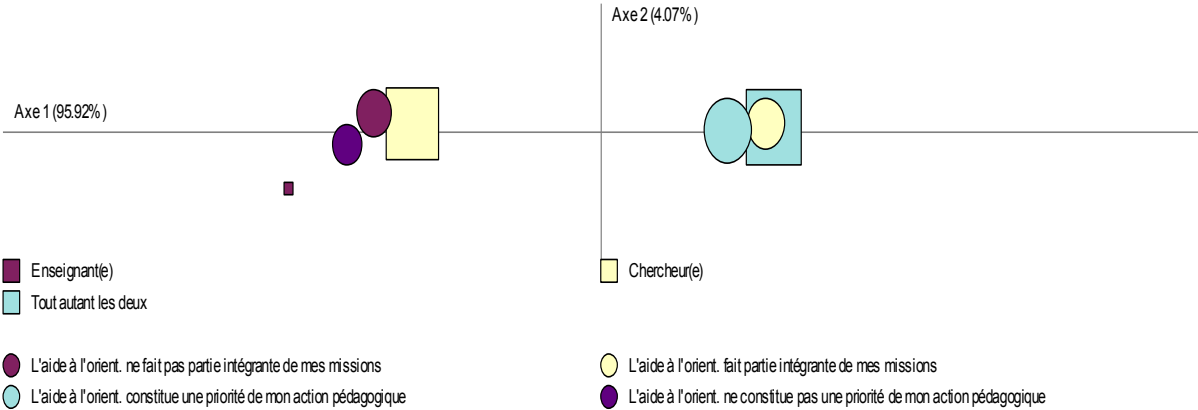 Axe 2 (4.07%)
Axe 1 (95.92%)
Enseignant(e)
Chercheur(e)
Tout autant les deux
L'aide à l'orient. ne fait pas partie intégrante de mes missions
L'aide à l'orient. fait partie intégrante de mes missions
L'aide à l'orient. constitue une priorité de mon action pédagogique
L'aide à l'orient. ne constitue pas une priorité de mon action pédagogique